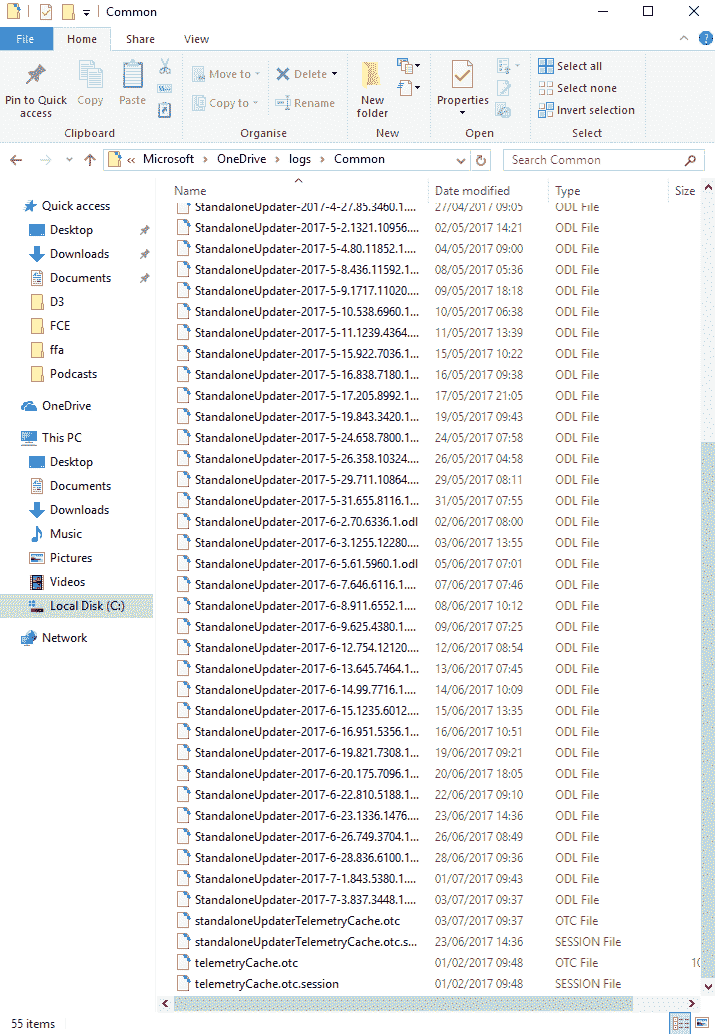 Common
File Home Share View
Pin to Quick access
Copy
Paste
Move to
Copy to
Delete
Rename
New folder
Properties
Select all
Select none
Invert selection
Clipboard Organise New Open Select
« Microsoft > OneDrive > logs > Common
Search Common
Quick access
Desktop
Downloads
Documents
D3
FCE
ffa
Podcasts
OneDrive
This PC
Desktop
Documents
Downloads
Music
Pictures
Videos
Local Disk (C:)
Network
Name Date modified Type Size
StandaloneUpdater-2017-4-27.85.3460.1.... 27/04/2017 09:05 ODL File
StandaloneUpdater-2017-5-2.1321.10956.... 02/05/2017 14:21 ODL File
StandaloneUpdater-2017-5-4.80.11852.1.... 04/05/2017 09:00 ODL File
StandaloneUpdater-2017-5-8.436.11592.1... 08/05/2017 05:36 ODL File
StandaloneUpdater-2017-5-9.1717.11020.... 09/05/2017 18:18 ODL File
StandaloneUpdater-2017-5-10.538.6960.1... 10/05/2017 06:38 ODL File
StandaloneUpdater-2017-5-11.1239.4364.... 11/05/2017 13:39 ODL File
StandaloneUpdater-2017-5-15.922.7036.1... 15/05/2017 10:22 ODL File
StandaloneUpdater-2017-5-16.838.7180.1... 16/05/2017 09:38 ODL File
StandaloneUpdater-2017-5-17.205.8992.1... 17/05/2017 21:05 ODL File
StandaloneUpdater-2017-5-19.843.3420.1... 19/05/2017 09:43 ODL File
StandaloneUpdater-2017-5-24.658.7800.1... 24/05/2017 07:58 ODL File
StandaloneUpdater-2017-5-26.358.10324.... 26/05/2017 04:58 ODL File
StandaloneUpdater-2017-5-29.711.10864.... 29/05/2017 08:11 ODL File
StandaloneUpdater-2017-5-31.655.8116.1... 31/05/2017 07:55 ODL File
StandaloneUpdater-2017-6-2.70.6336.1.odl 02/06/2017 08:00 ODL File
StandaloneUpdater-2017-6-3.1255.12280.... 03/06/2017 13:55 ODL File
StandaloneUpdater-2017-6-5.61.5960.1.odl 05/06/2017 07:01 ODL File
StandaloneUpdater-2017-6-7.646.6116.1.... 07/06/2017 07:46 ODL File
StandaloneUpdater-2017-6-8.911.6552.1.... 08/06/2017 10:12 ODL File
StandaloneUpdater-2017-6-9.625.4380.1.... 09/06/2017 07:25 ODL File
StandaloneUpdater-2017-6-12.754.12120.... 12/06/2017 08:54 ODL File
StandaloneUpdater-2017-6-13.645.7464.1... 13/06/2017 07:45 ODL File
StandaloneUpdater-2017-6-14.99.7716.1.... 14/06/2017 10:09 ODL File
StandaloneUpdater-2017-6-15.1235.6012.... 15/06/2017 13:35 ODL File
StandaloneUpdater-2017-6-16.951.5356.1... 16/06/2017 10:51 ODL File
StandaloneUpdater-2017-6-19.821.7308.1... 19/06/2017 09:21 ODL File
StandaloneUpdater-2017-6-20.175.7096.1... 20/06/2017 18:05 ODL File
StandaloneUpdater-2017-6-22.810.5188.1... 22/06/2017 09:10 ODL File
StandaloneUpdater-2017-6-23.1336.1476.... 23/06/2017 14:36 ODL File
StandaloneUpdater-2017-6-26.749.3704.1... 26/06/2017 08:49 ODL File
StandaloneUpdater-2017-6-28.836.6100.1... 28/06/2017 09:36 ODL File
StandaloneUpdater-2017-7-1.843.5380.1.... 01/07/2017 09:43 ODL File
StandaloneUpdater-2017-7-3.837.3448.1.... 03/07/2017 09:37 ODL File
standaloneUpdaterTelemetryCache.otc 03/07/2017 09:37 OTC File
standaloneUpdaterTelemetryCache.otc.s... 23/06/2017 14:36 SESSION File
telemetryCache.otc 01/02/2017 09:48 OTC File 10
telemetryCache.otc.session 01/02/2017 09:48 SESSION File
55 items